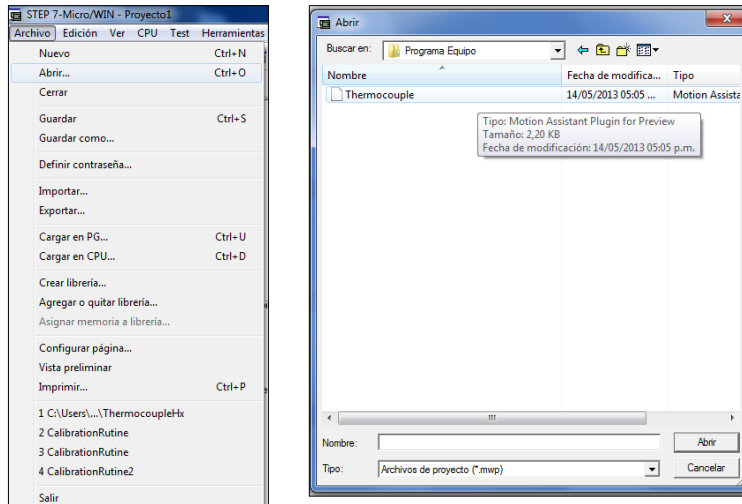 STEP 7-Micro/WIN - Proyecto1
Archivo Edición Ver CPU Test Herramientas
Nuevo Ctrl+N
Abrir... Ctrl+O
Cerrar
Guardar Ctrl+S
Guardar como...
Definir contraseña...
Importar...
Exportar...
Cargar en PG... Ctrl+U
Cargar en CPU... Ctrl+D
Crear librería...
Agregar o quitar librería...
Asignar memoria a librería...
Configurar página...
Vista preliminar
Imprimir... Ctrl+P
1 C:\Users\...\ThermocoupleHx
2 CalibrationRutine
3 CalibrationRutine
4 CalibrationRutine2
Salir
Abrir
Buscar en: Programa Equipo
Nombre Fecha de modifica... Tipo
Thermocouple 14/05/2013 05:05 ... Motion Assista
Tipo: Motion Assistant Plugin for Preview
Tamaño: 2,20 KB
Fecha de modificación: 14/05/2013 05:05 p.m.
Nombre: Abrir
Tipo: Archivos de proyecto (*.mwp) Cancelar